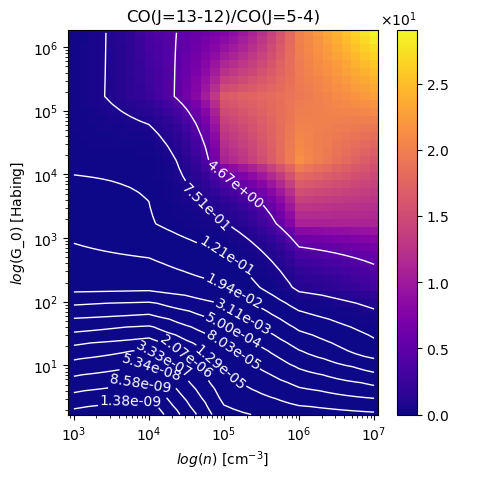 CO(J=13-12)/CO(J=5-4)
×10¹
10⁶
10⁵
10⁴
10³
10²
10¹
log(G_0) [Habing]
4.67e+00
7.51e-01
1.21e-01
1.94e-02
3.11e-03
5.00e-04
8.03e-05
1.29e-05
2.07e-06
3.33e-07
5.34e-08
8.58e-09
1.38e-09
10³ 10⁴ 10⁵ 10⁶ 10⁷
log(n) [cm⁻³]
2.5
2.0
1.5
1.0
0.5
0.0